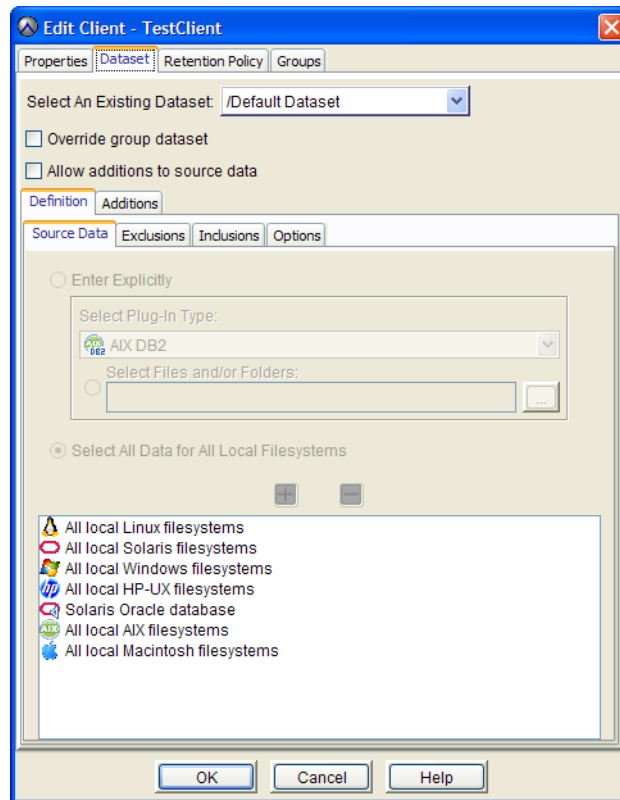 Edit Client - TestClient
Properties Dataset Retention Policy Groups
Select An Existing Dataset: /Default Dataset
Override group dataset
Allow additions to source data
Definition Additions
Source Data Exclusions Inclusions Options
Enter Explicitly
Select Plug-In Type:
DB2 AIX DB2
Select Files and/or Folders:
...
Select All Data for All Local Filesystems
All local Linux filesystems
All local Solaris filesystems
All local Windows filesystems
hp All local HP-UX filesystems
Solaris Oracle database
AIX All local AIX filesystems
All local Macintosh filesystems
OK Cancel Help